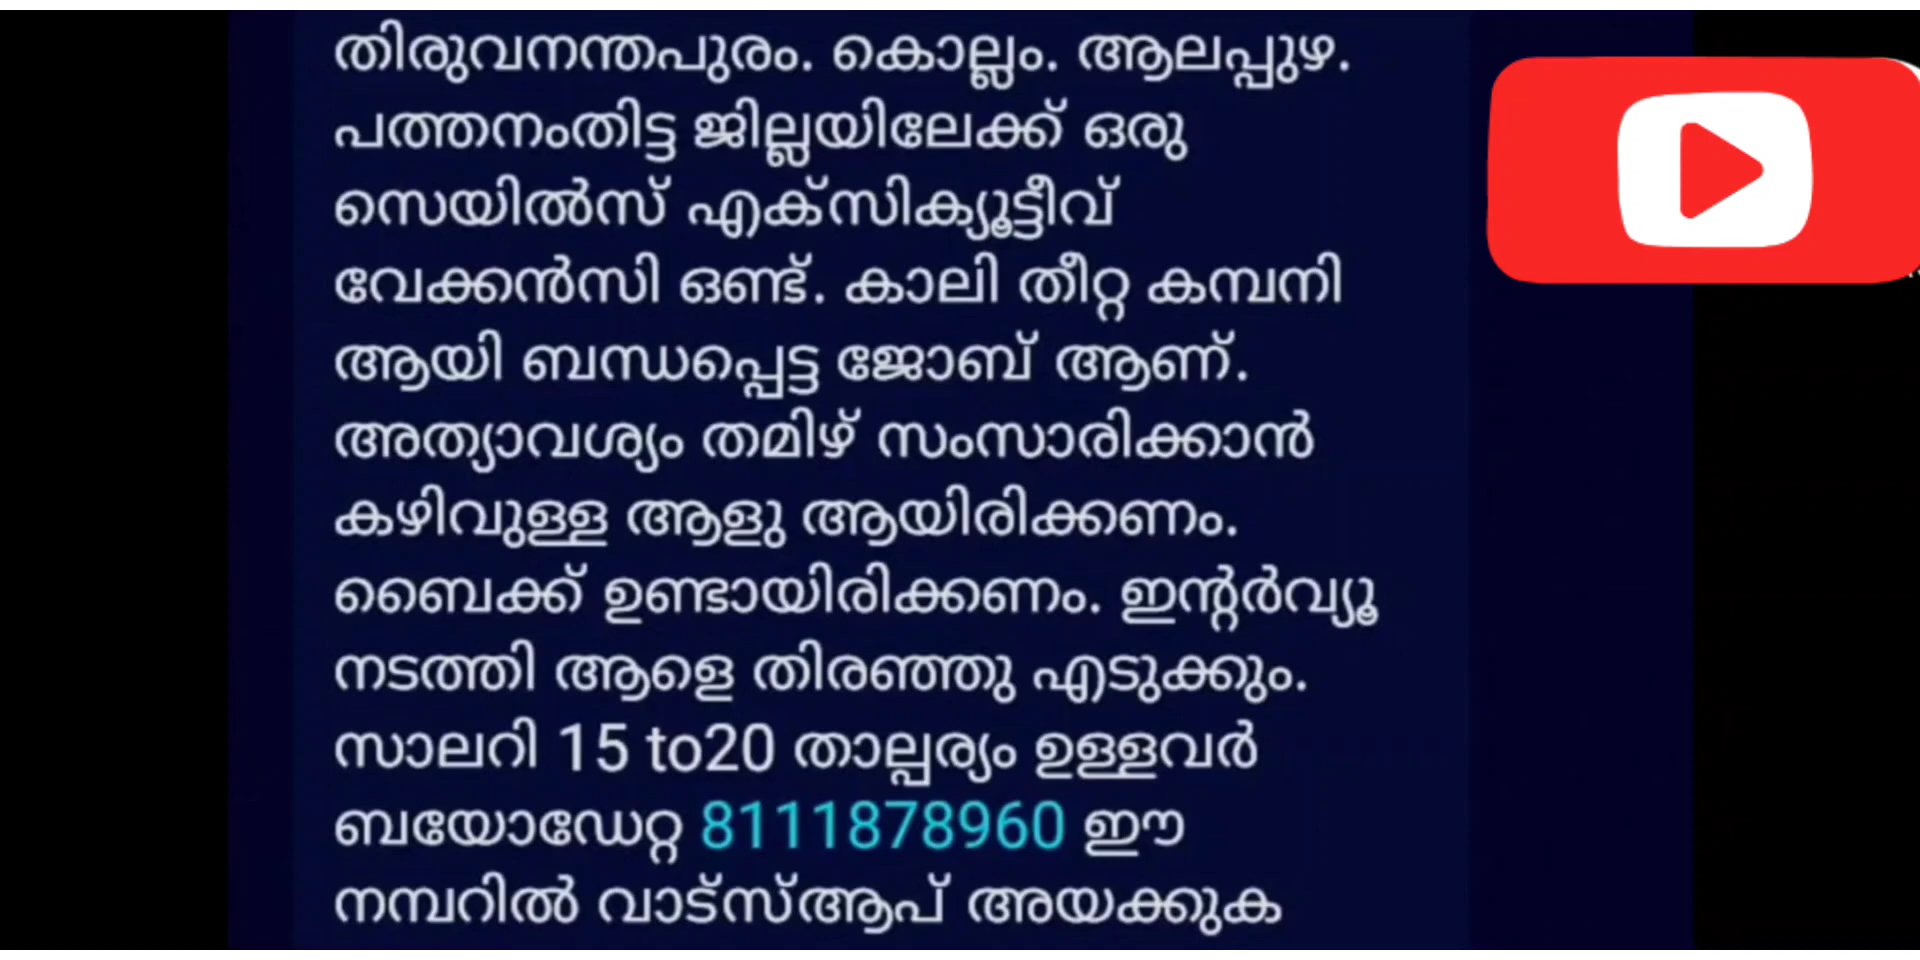 തിരുവനന്തപുരം. കൊല്ലം. ആലപ്പുഴ.
പത്തനംതിട്ട ജില്ലയിലേക്ക് ഒരു
സെയിൽസ് എക്സിക്യൂട്ടീവ്
വേക്കൻസി ഒണ്ട്. കാലി തീറ്റ കമ്പനി
ആയി ബന്ധപ്പെട്ട ജോബ് ആണ്.
അത്യാവശ്യം തമിഴ് സംസാരിക്കാൻ
കഴിവുള്ള ആളു ആയിരിക്കണം.
ബൈക്ക് ഉണ്ടായിരിക്കണം. ഇന്റർവ്യൂ
നടത്തി ആളെ തിരഞ്ഞു എടുക്കും.
സാലറി 15 to20 താല്പര്യം ഉള്ളവർ
ബയോഡേറ്റ 8111878960 ഈ
നമ്പറിൽ വാട്സ്ആപ് അയക്കുക